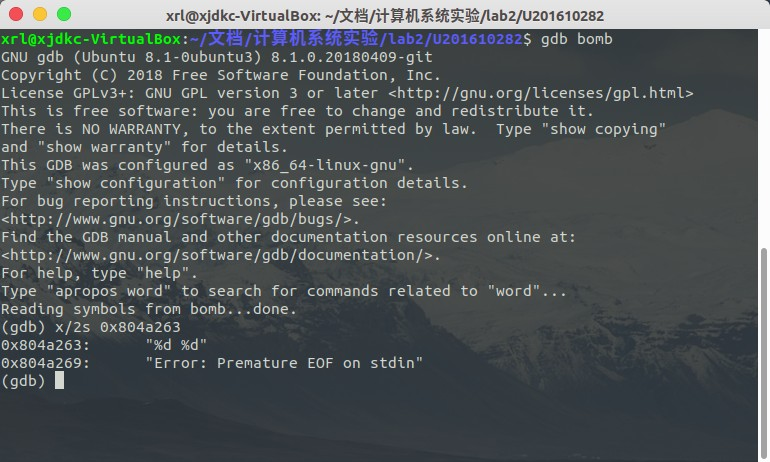 xrl@xjdkc-VirtualBox: ~/文档/计算机系统实验/lab2/U201610282
xrl@xjdkc-VirtualBox:~/文档/计算机系统实验/lab2/U201610282$ gdb bomb
GNU gdb (Ubuntu 8.1-0ubuntu3) 8.1.0.20180409-git
Copyright (C) 2018 Free Software Foundation, Inc.
License GPLv3+: GNU GPL version 3 or later <http://gnu.org/licenses/gpl.html>
This is free software: you are free to change and redistribute it.
There is NO WARRANTY, to the extent permitted by law.  Type "show copying"
and "show warranty" for details.
This GDB was configured as "x86_64-linux-gnu".
Type "show configuration" for configuration details.
For bug reporting instructions, please see:
<http://www.gnu.org/software/gdb/bugs/>.
Find the GDB manual and other documentation resources online at:
<http://www.gnu.org/software/gdb/documentation/>.
For help, type "help".
Type "apropos word" to search for commands related to "word"...
Reading symbols from bomb...done.
(gdb) x/2s 0x804a263
0x804a263:      "%d %d"
0x804a269:      "Error: Premature EOF on stdin"
(gdb)